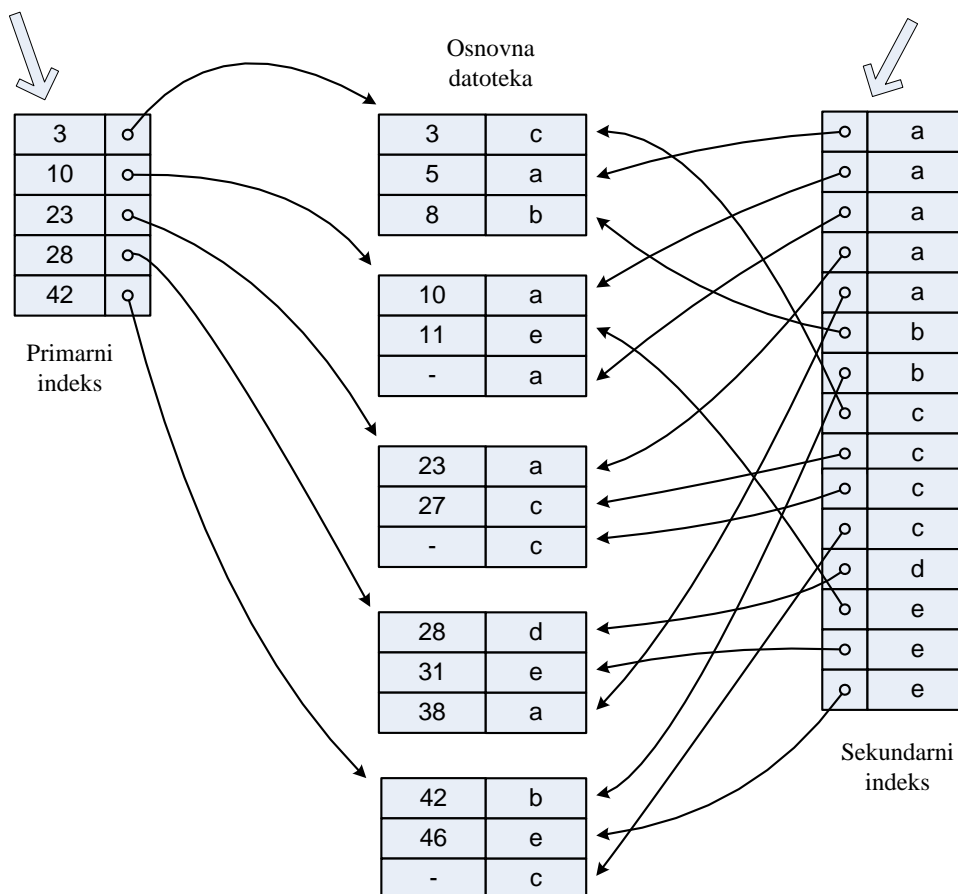 Osnovna
datoteka
3
10
23
28
42
Primarni
indeks
3 c
5 a
8 b
10 a
11 e
- a
23 a
27 c
- c
28 d
31 e
38 a
42 b
46 e
- c
a
a
a
a
a
b
b
c
c
c
c
d
e
e
e
Sekundarni
indeks